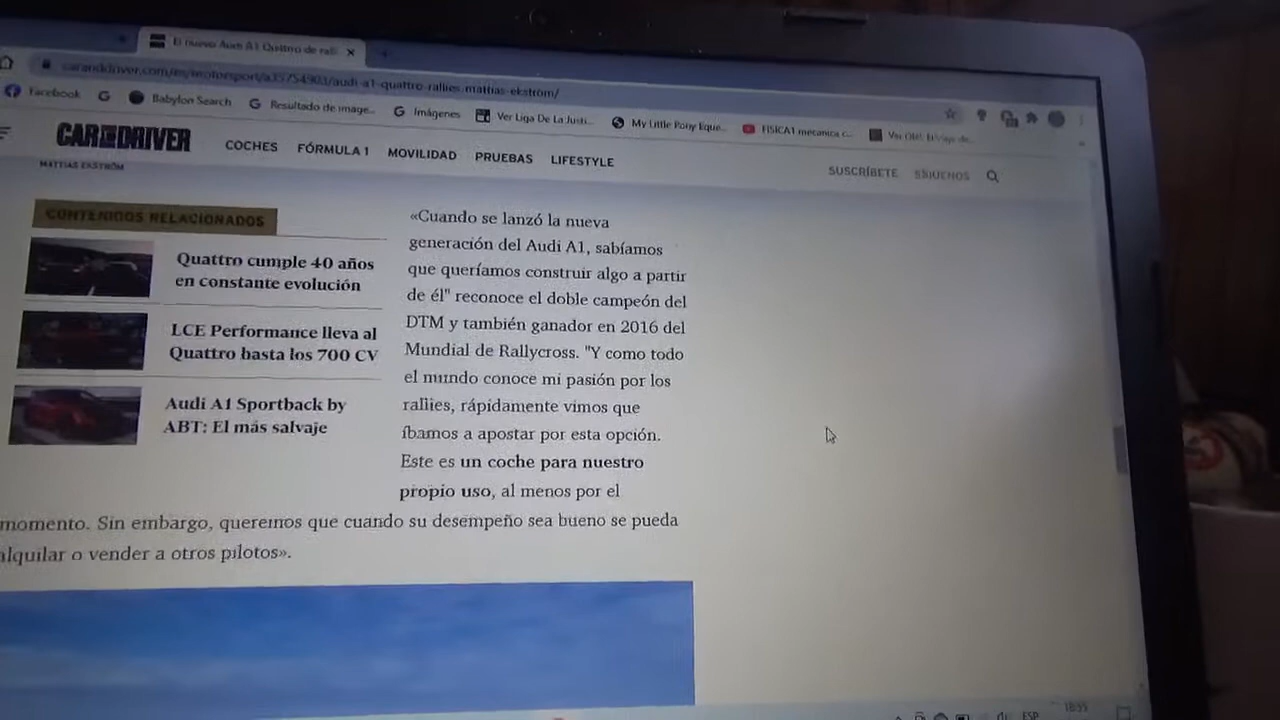 El nuevo Audi A1 Quattro de rall
caranddriver.com/es/motorsport/a35754903/audi-a1-quattro-rallies-mattias-ekstrom/
Facebook
Babylon Search
Resultado de image...
Imágenes
Ver Liga De La Justi...
My Little Pony Eque...
FISICA1 mecanica c...
CAR AND DRIVER
COCHES FÓRMULA 1 MOVILIDAD PRUEBAS LIFESTYLE
SUSCRÍBETE SÍGUENOS
MATTIAS EKSTRÖM
CONTENIDOS RELACIONADOS
Quattro cumple 40 años
en constante evolución
LCE Performance lleva al
Quattro hasta los 700 CV
Audi A1 Sportback by
ABT: El más salvaje
«Cuando se lanzó la nueva
generación del Audi A1, sabíamos
que queríamos construir algo a partir
de él" reconoce el doble campeón del
DTM y también ganador en 2016 del
Mundial de Rallycross. "Y como todo
el mundo conoce mi pasión por los
rallies, rápidamente vimos que
íbamos a apostar por esta opción.
Este es un coche para nuestro
propio uso, al menos por el
momento. Sin embargo, queremos que cuando su desempeño sea bueno se pueda
alquilar o vender a otros pilotos».
ESP
18:55